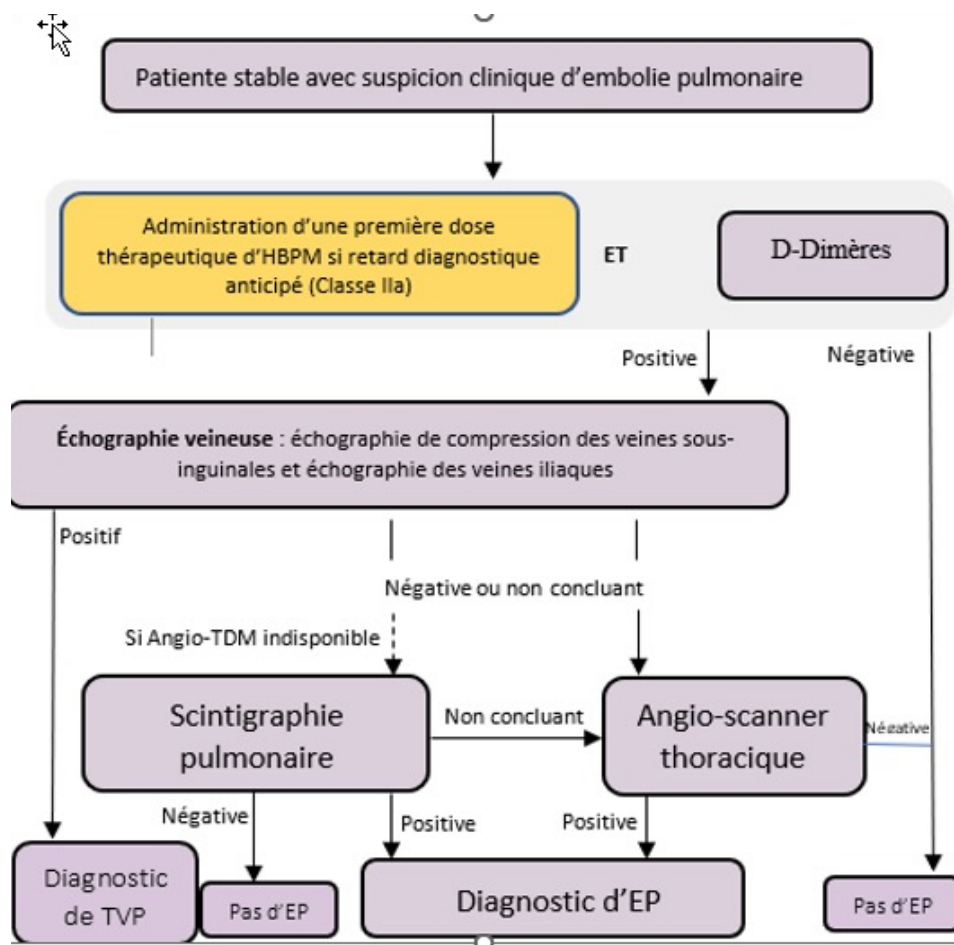 Patiente stable avec suspicion clinique d'embolie pulmonaire
Administration d'une première dose
thérapeutique d'HBPM si retard diagnostique
anticipé (Classe IIa)
ET
D-Dimères
Positive
Négative
Échographie veineuse : échographie de compression des veines sous-
inguinales et échographie des veines iliaques
Positif
Négative ou non concluant
Si Angio-TDM indisponible
Scintigraphie
pulmonaire
Non concluant
Angio-scanner
thoracique
Négative
Négative
Positive
Positive
Diagnostic
de TVP
Pas d'EP
Diagnostic d'EP
Pas d'EP